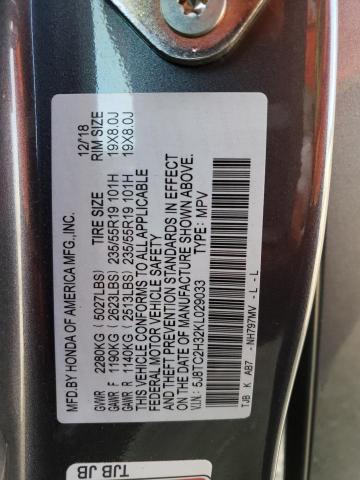 MFD.BY HONDA OF AMERICA MFG.,INC. 12/18
TIRE SIZE RIM SIZE
GVWR 2280KG ( 5027LBS)
GAWR F 1190KG ( 2623LBS) 235/55R19 101H 19X8.0J
GAWR R 1140KG ( 2513LBS) 235/55R19 101H 19X8.0J
THIS VEHICLE CONFORMS TO ALL APPLICABLE
FEDERAL MOTOR VEHICLE SAFETY
AND THEFT PREVENTION STANDARDS IN EFFECT
ON THE DATE OF MANUFACTURE SHOWN ABOVE.
V.I.N.: 5J8TC2H32KL029033 TYPE: MPV
TJB K AB7 - NH797MV - L - L
TJB JB